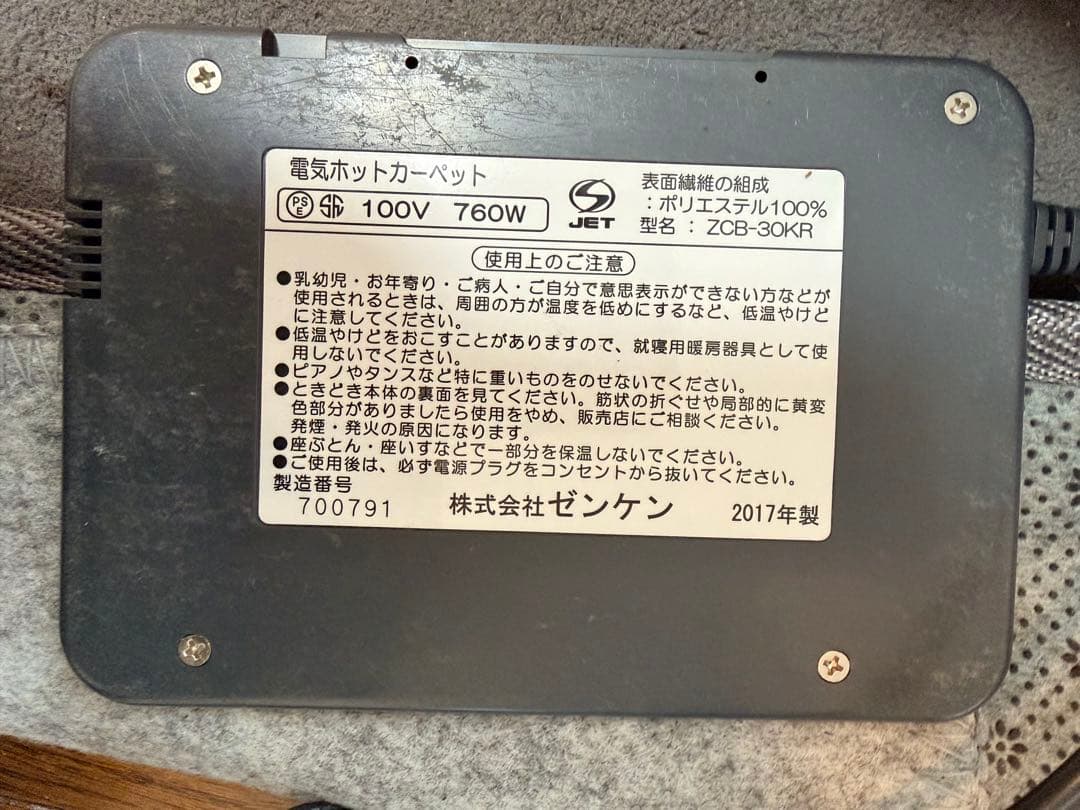 電気ホットカーペット
PS E 100V 760W
JET
表面繊維の組成
:ポリエステル100%
型名 : ZCB-30KR
使用上のご注意
●乳幼児・お年寄り・ご病人・ご自分で意思表示ができない方などが
使用されるときは、周囲の方が温度を低めにするなど、低温やけど
に注意してください。
●低温やけどをおこすことがありますので、就寝用暖房器具として使
用しないでください。
●ピアノやタンスなど特に重いものをのせないでください。
●ときどき本体の裏面を見てください。筋状の折ぐせや局部的に黄変
色部分がありましたら使用をやめ、販売店にご相談ください。
発煙・発火の原因になります。
●座ぶとん・座いすなどで一部分を保温しないでください。
●ご使用後は、必ず電源プラグをコンセントから抜いてください。
製造番号
700791
株式会社ゼンケン
2017年製